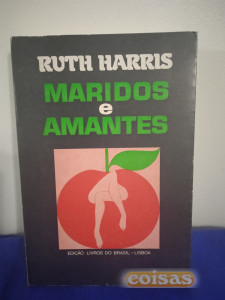 RUTH HARRIS
MARIDOS
e
AMANTES
EDIÇÃO LIVROS DO BRASIL - LISBOA
coisas